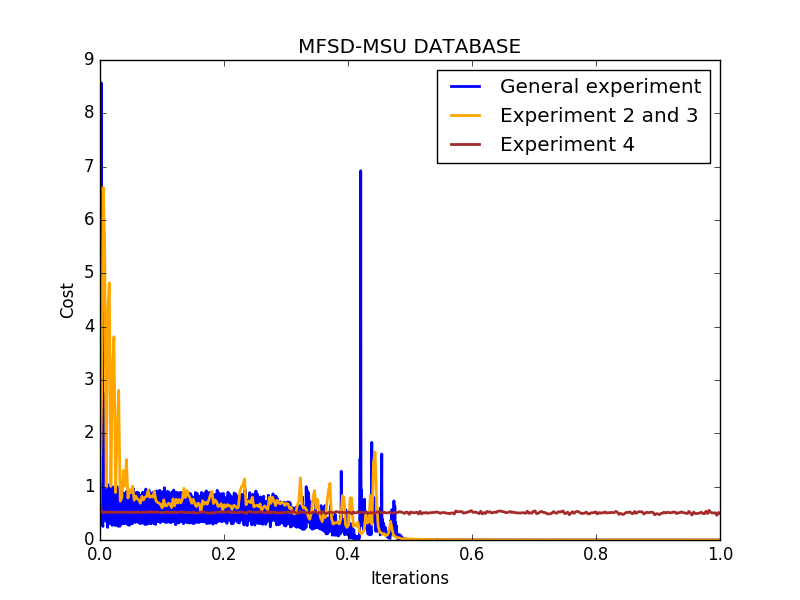 MFSD-MSU DATABASE
General experiment
Experiment 2 and 3
Experiment 4
Cost
9
8
7
6
5
4
3
2
1
0
0.0 0.2 0.4 0.6 0.8 1.0
Iterations